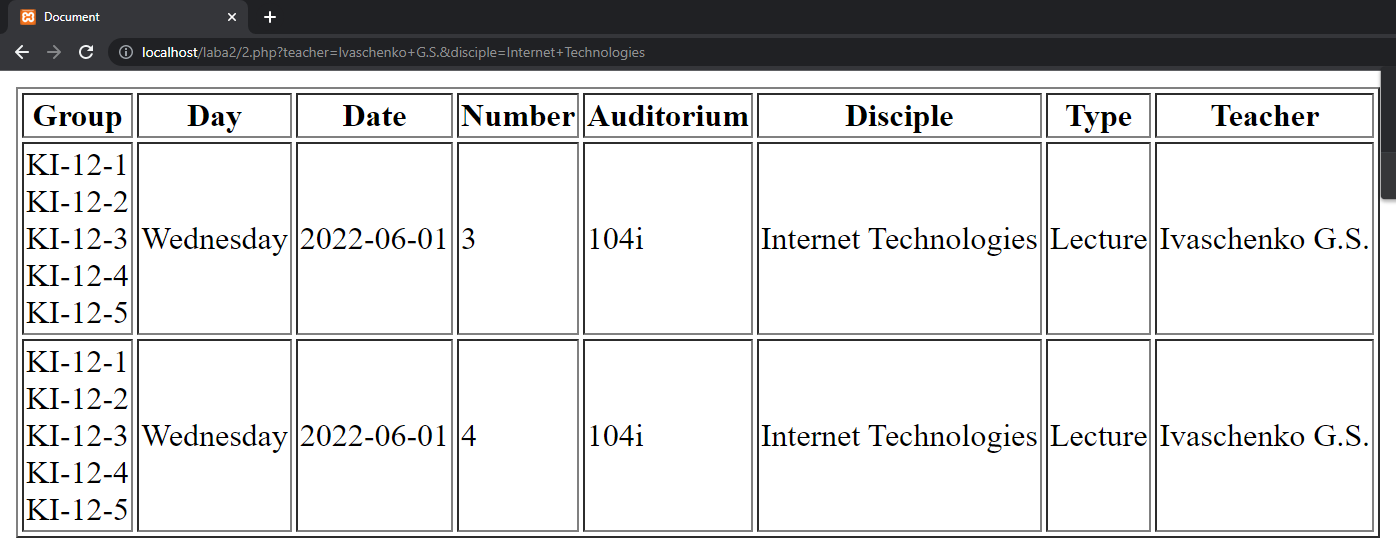 Document
localhost/laba2/2.php?teacher=Ivaschenko+G.S.&disciple=Internet+Technologies
Group Day Date Number Auditorium Disciple Type Teacher
KI-12-1
KI-12-2
KI-12-3 Wednesday 2022-06-01 3 104i Internet Technologies Lecture Ivaschenko G.S.
KI-12-4
KI-12-5
KI-12-1
KI-12-2
KI-12-3 Wednesday 2022-06-01 4 104i Internet Technologies Lecture Ivaschenko G.S.
KI-12-4
KI-12-5